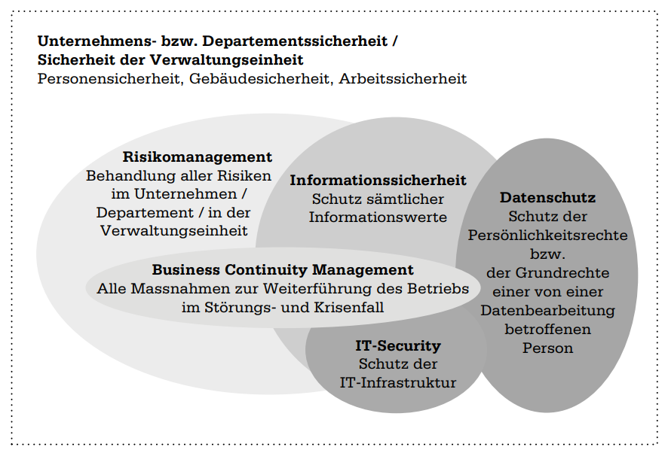 Unternehmens- bzw. Departementssicherheit /
Sicherheit der Verwaltungseinheit
Personensicherheit, Gebäudesicherheit, Arbeitssicherheit
Risikomanagement
Behandlung aller Risiken
im Unternehmen /
Departement / in der
Verwaltungseinheit
Informationssicherheit
Schutz sämtlicher
Informationswerte
Datenschutz
Schutz der
Persönlichkeitsrechte
bzw.
der Grundrechte
einer von einer
Datenbearbeitung
betroffenen
Person
Business Continuity Management
Alle Massnahmen zur Weiterführung des Betriebs
im Störungs- und Krisenfall
IT-Security
Schutz der
IT-Infrastruktur